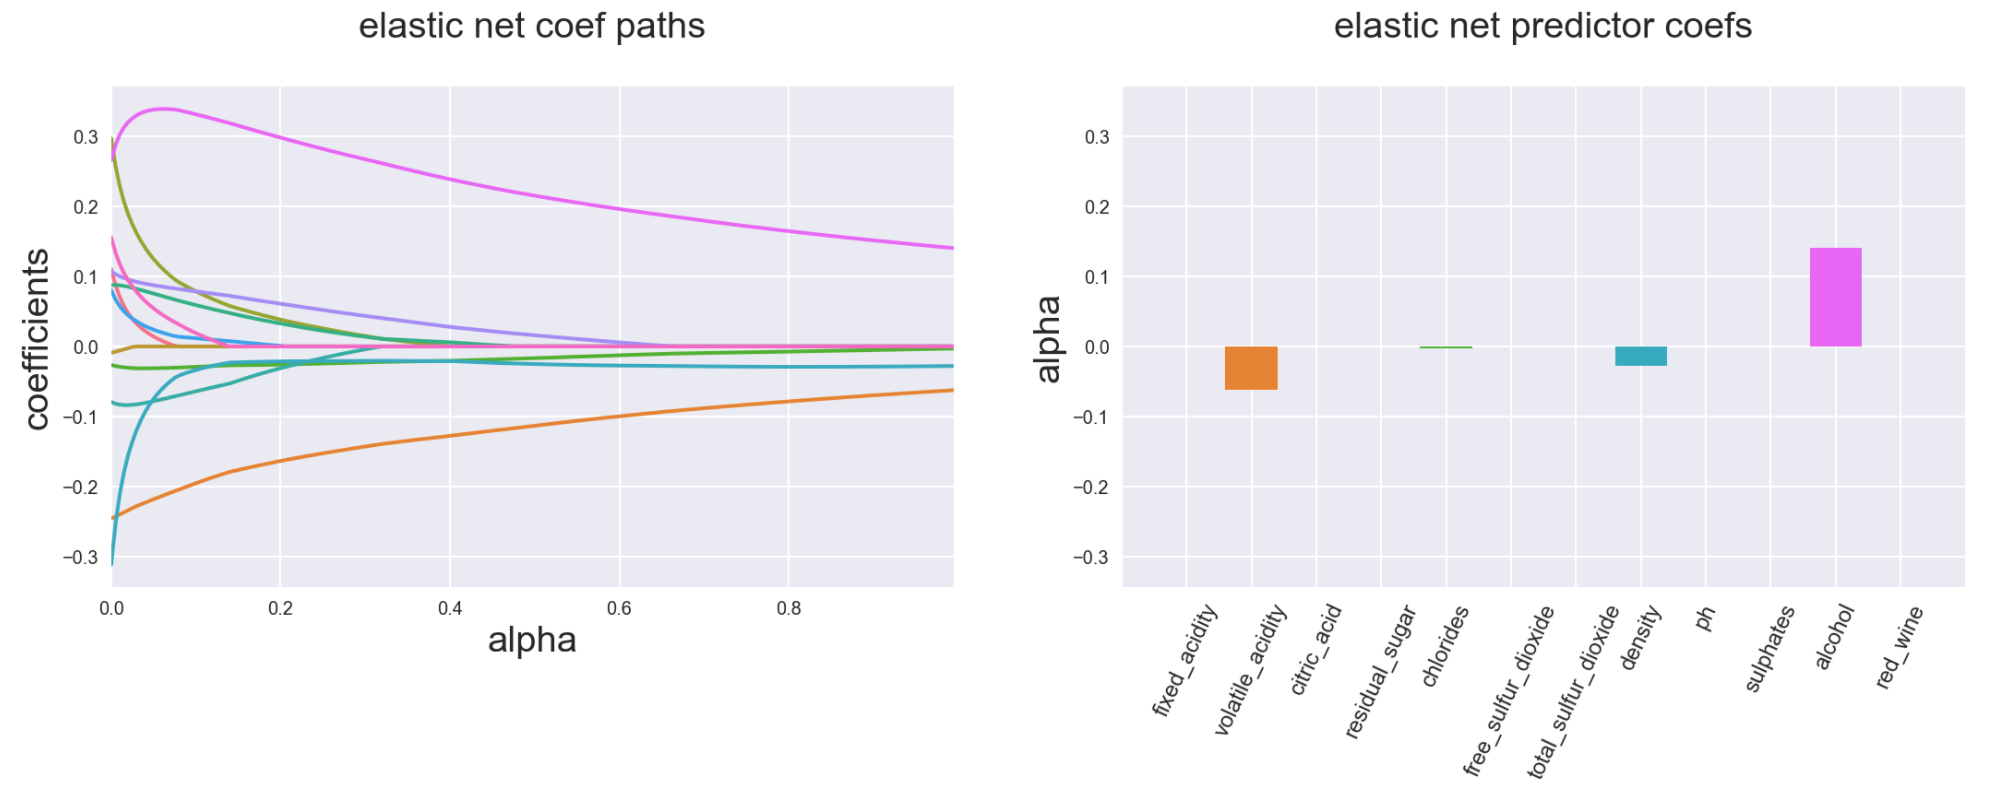 elastic net coef paths
coefficients
0.3
0.2
0.1
0.0
−0.1
−0.2
−0.3
0.0 0.2 0.4 0.6 0.8
alpha
elastic net predictor coefs
alpha
0.3
0.2
0.1
0.0
−0.1
−0.2
−0.3
fixed_acidity
volatile_acidity
citric_acid
residual_sugar
chlorides
free_sulfur_dioxide
total_sulfur_dioxide
density
ph
sulphates
alcohol
red_wine